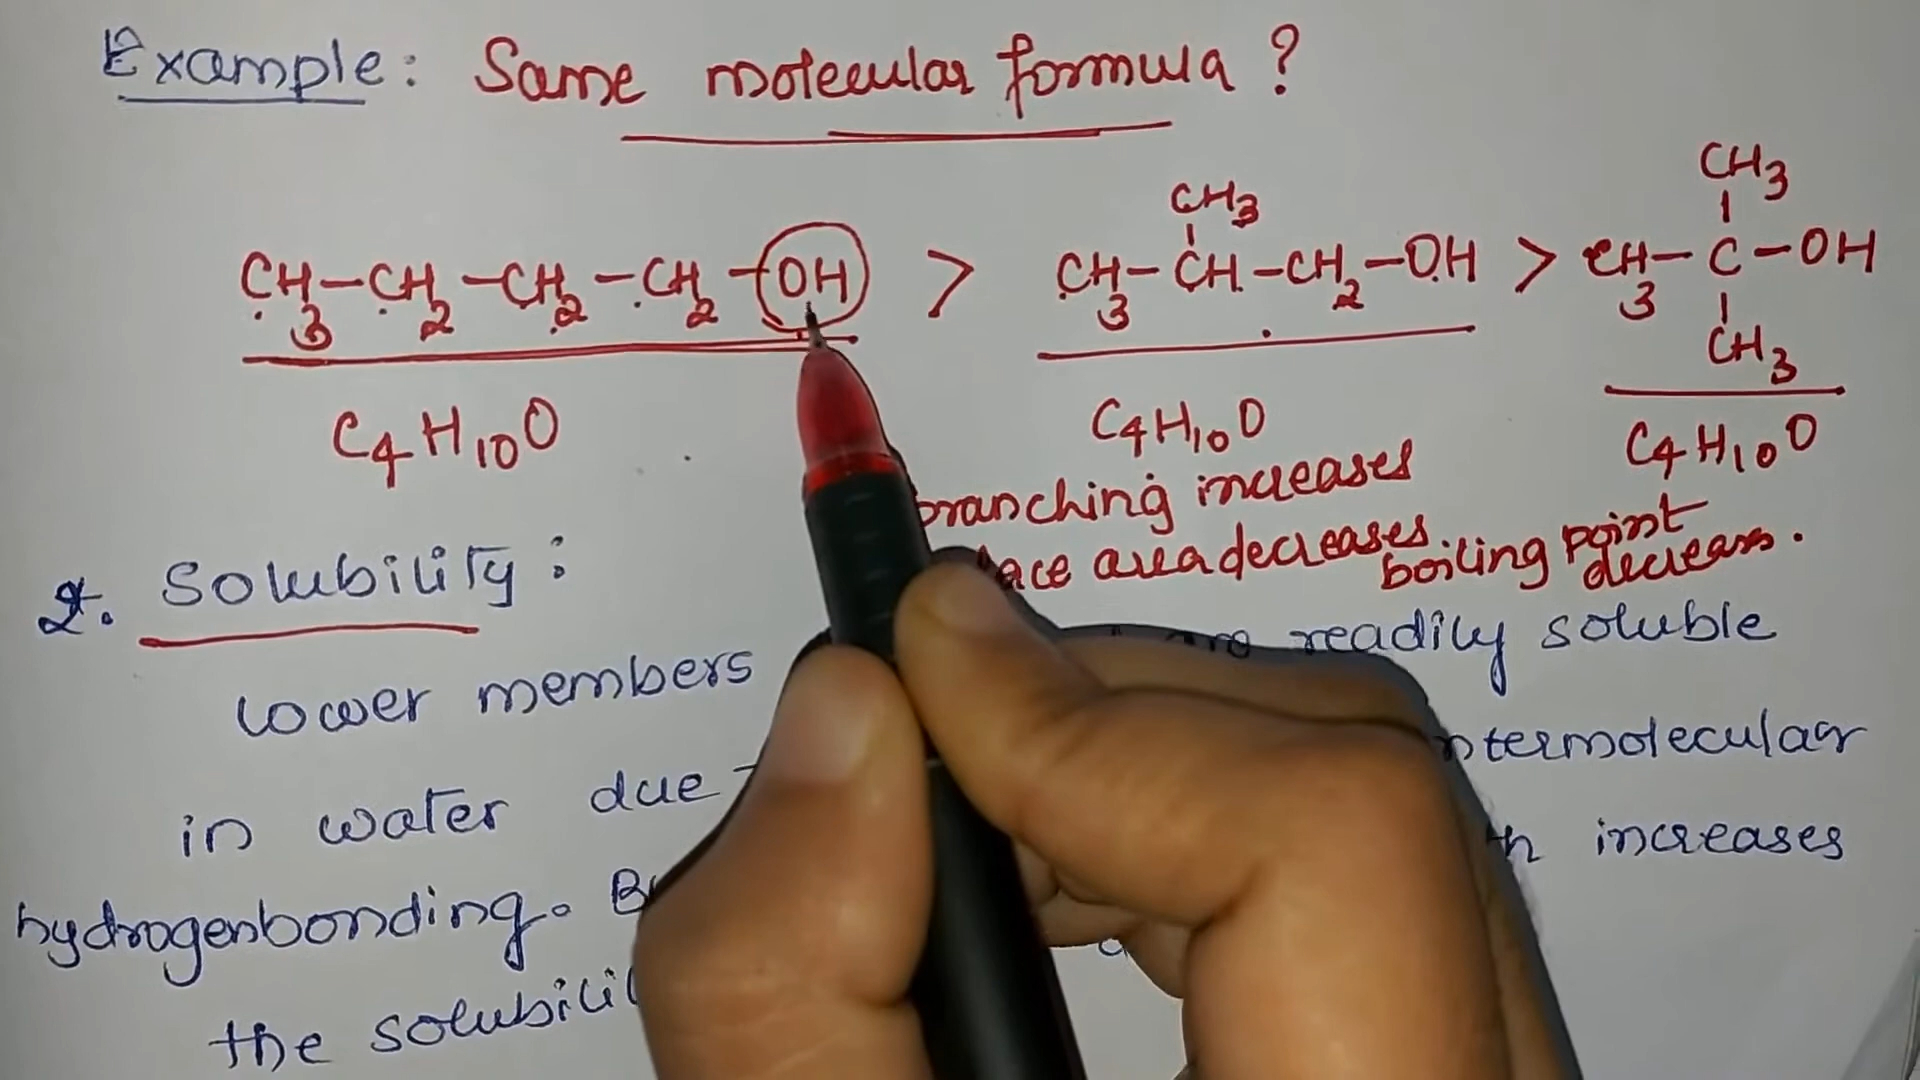 Example: Same molecular formula ?
CH3
CH3
CH3-CH2-CH2-CH2-OH > CH3-CH-CH2-OH > CH3-C-OH
CH3
C4H10O C4H10O C4H10O
branching increases
area decreases boiling point decreases.
2. Solubility :
lower members are readily soluble
in water due intermolecular
hydrogenbonding. increases
the